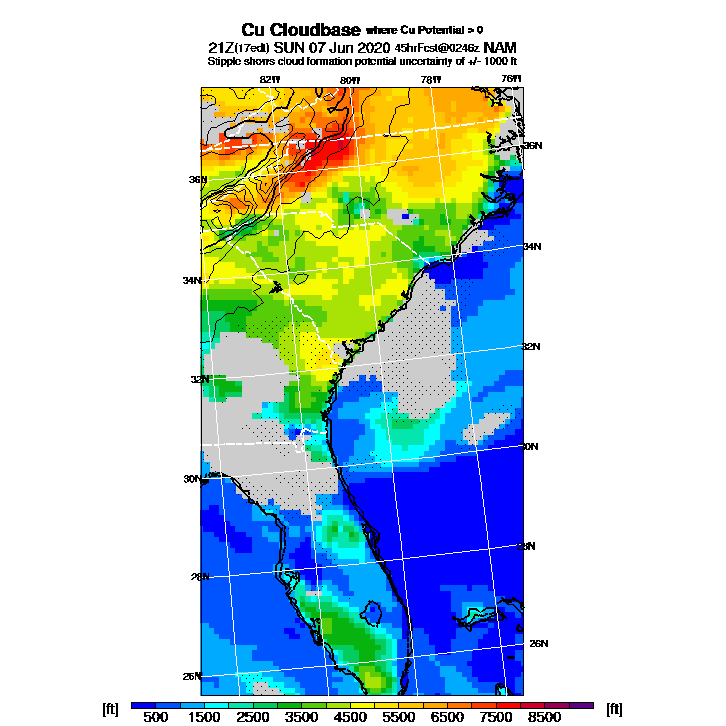 Cu Cloudbase where Cu Potential > 0
21Z(17edt) SUN 07 Jun 2020 45hrFcst@0246z NAM
Stipple shows cloud formation potential uncertainty of +/- 1000 ft
82W 80W 78W 76W
36N
36N
34N
34N
32N
32N
30N
30N
28N
28N
26N
26N
[ft] 500 1500 2500 3500 4500 5500 6500 7500 8500 [ft]